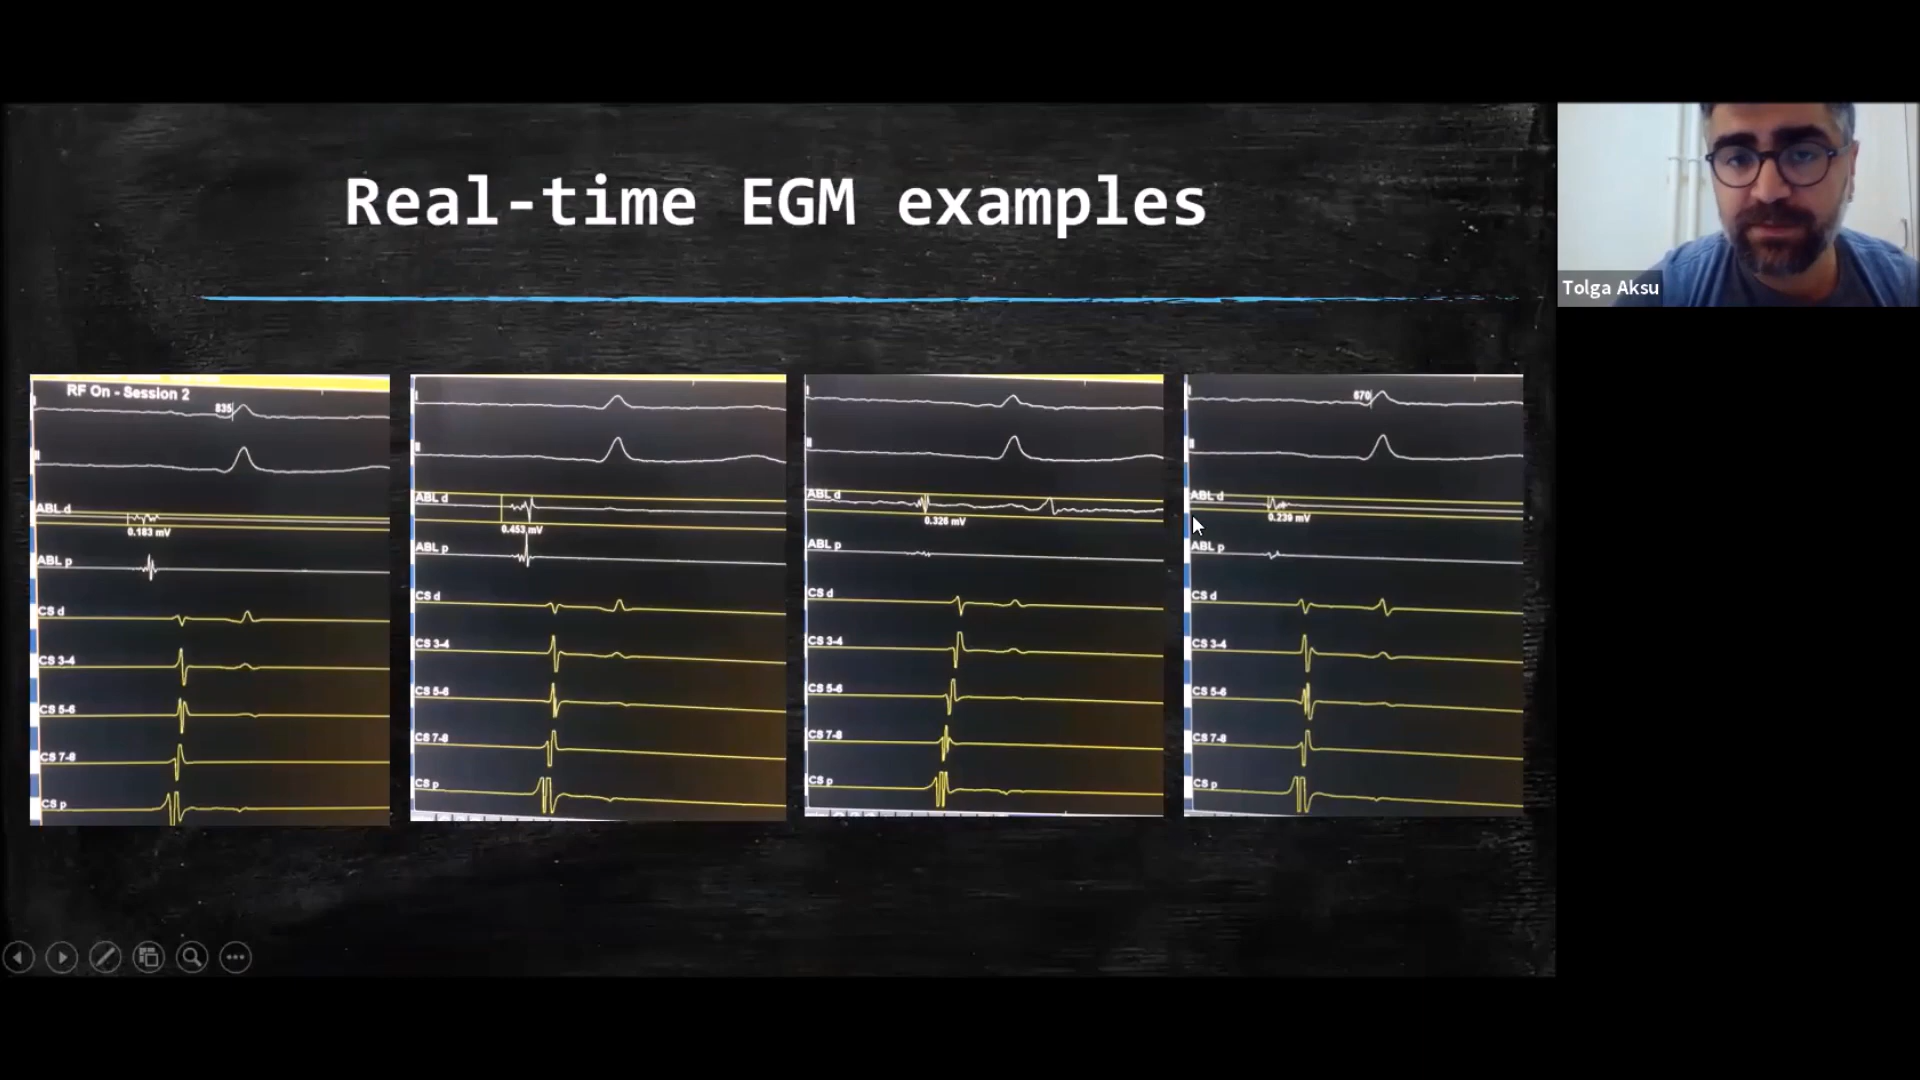 Real-time EGM examples
Tolga Aksu
RF On - Session 2
I
835
II
ABL d
0.183 mV
ABL p
CS d
CS 3-4
CS 5-6
CS 7-8
CS p
I
II
ABL d
0.453 mV
ABL p
CS d
CS 3-4
CS 5-6
CS 7-8
CS p
I
II
ABL d
0.326 mV
ABL p
CS d
CS 3-4
CS 5-6
CS 7-8
CS p
I
870
II
ABL d
0.239 mV
ABL p
CS d
CS 3-4
CS 5-6
CS 7-8
CS p